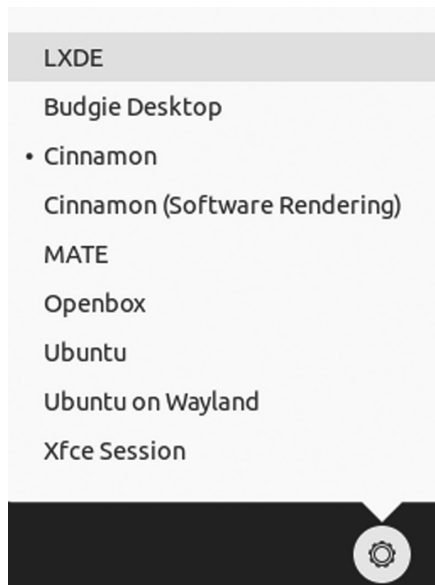 LXDE
Budgie Desktop
• Cinnamon
Cinnamon (Software Rendering)
MATE
Openbox
Ubuntu
Ubuntu on Wayland
Xfce Session